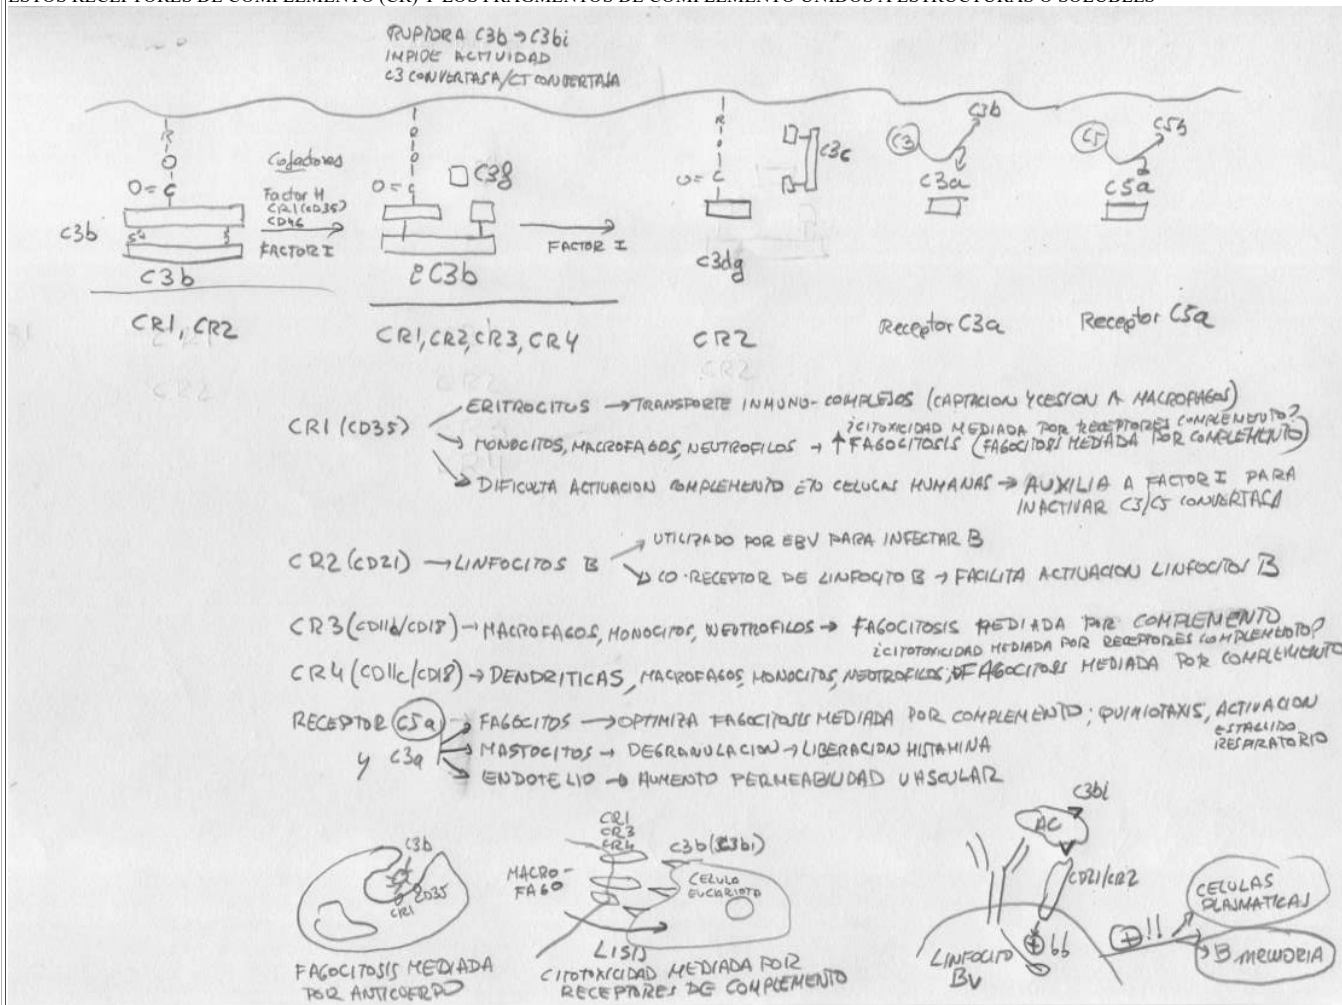 ESTOS RECEPTORES DE COMPLEMENTO (CR) Y LOS FRAGMENTOS DE COMPLEMENTO UNIDOS A ESTRUCTURAS O SOLUBLES
RUPTORA C3b → C3bi
IMPIDE ACTIVIDAD
C3 CONVERTASA/CT CONVERTASA
R
O
O=C
C3b
C3b
Cofactores
Factor H
CR1 (CD35)
CD46
FACTOR I
O=C
C3g
C3b
FACTOR I
R
C
C3c
C3dg
C3
C3b
C3a
C5
C5b
C5a
CR1, CR2
CR1, CR2, CR3, CR4
CR2
Receptor C3a
Receptor C5a
CR1 (CD35)
ERITROCITOS → TRANSPORTE INMUNO-COMPLEJOS (CAPTACION Y CESION A MACROFAGOS)
¿CITOXICIDAD MEDIADA POR RECEPTORES COMPLEMENTO?
MONOCITOS, MACROFAGOS, NEUTROFILOS → ↑ FAGOCITOSIS (FAGOCITOSIS MEDIADA POR COMPLEMENTO)
DIFICULTA ACTIVACION COMPLEMENTO EN CELULAS HUMANAS → AUXILIA A FACTOR I PARA
INACTIVAR C3/C5 CONVERTASA
UTILIZADO POR EBV PARA INFECTAR B
CR2 (CD21) → LINFOCITOS B
CO-RECEPTOR DE LINFOCITO B → FACILITA ACTIVACION LINFOCITOS B
CR3 (CD11b/CD18) → MACROFAGOS, MONOCITOS, NEUTROFILOS → FAGOCITOSIS MEDIADA POR COMPLEMENTO
¿CITOTOXICIDAD MEDIADA POR RECEPTORES COMPLEMENTO?
CR4 (CD11c/CD18) → DENDRITICAS, MACROFAGOS, MONOCITOS, NEUTROFILOS; FAGOCITOSIS MEDIADA POR COMPLEMENTO
RECEPTOR C5a → FAGOCITOS → OPTIMIZA FAGOCITOSIS MEDIADA POR COMPLEMENTO; QUIMIOTAXIS, ACTIVACION
ESTALLIDO
RESPIRATORIO
y C3a
MASTOCITOS → DEGRANULACION → LIBERACION HISTAMINA
ENDOTELIO → AUMENTO PERMEABILIDAD VASCULAR
C3b
CD35
CR1
FAGOCITOSIS MEDIADA
POR ANTICUERPO
CR1
CR3
CR4
C3b (C3bi)
MACRO-
FAGO
CELULA
EUCARIOTA
LISIS
CITOTOXICIDAD MEDIADA POR
RECEPTORES DE COMPLEMENTO
C3bi
AC
CD21/CR2
LINFOCITO
BV
+
+!!
CELULAS
PLASMATICAS
B MEMORIA